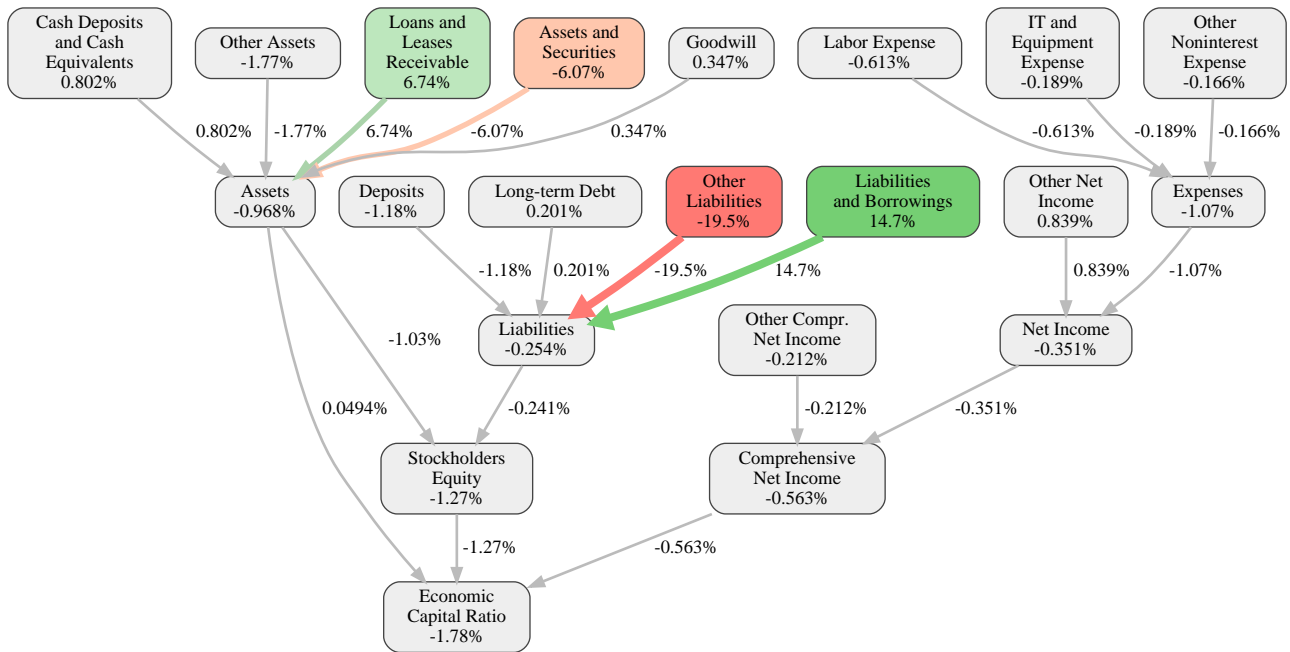 Cash Deposits
and Cash
Equivalents
0.802%
Other Assets
-1.77%
Loans and
Leases
Receivable
6.74%
Assets and
Securities
-6.07%
Goodwill
0.347%
Labor Expense
-0.613%
IT and
Equipment
Expense
-0.189%
Other
Noninterest
Expense
-0.166%
0.802%
-1.77%
6.74%
-6.07%
0.347%
-0.613%
-0.189%
-0.166%
Assets
-0.968%
Deposits
-1.18%
Long-term Debt
0.201%
Other
Liabilities
-19.5%
Liabilities
and Borrowings
14.7%
Other Net
Income
0.839%
Expenses
-1.07%
-1.18%
0.201%
-19.5%
14.7%
0.839%
-1.07%
Liabilities
-0.254%
Other Compr.
Net Income
-0.212%
Net Income
-0.351%
-1.03%
0.0494%
-0.241%
-0.212%
-0.351%
Stockholders
Equity
-1.27%
Comprehensive
Net Income
-0.563%
-1.27%
-0.563%
Economic
Capital Ratio
-1.78%